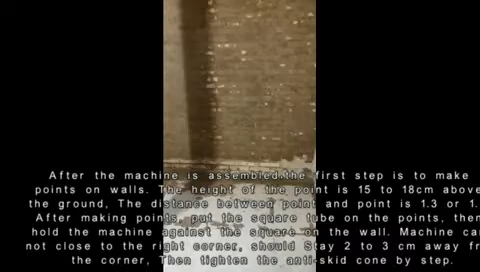 After the machine is assembled,the first step is to make
points on walls. The height of the point is 15 to 18cm above
the ground, The distance between point and point is 1.3 or 1.
After making points, put the square tube on the points, then
hold the machine against the square on the wall. Machine can
not close to the right corner, should Stay 2 to 3 cm away fr
the corner, Then tighten the anti-skid cone by step.